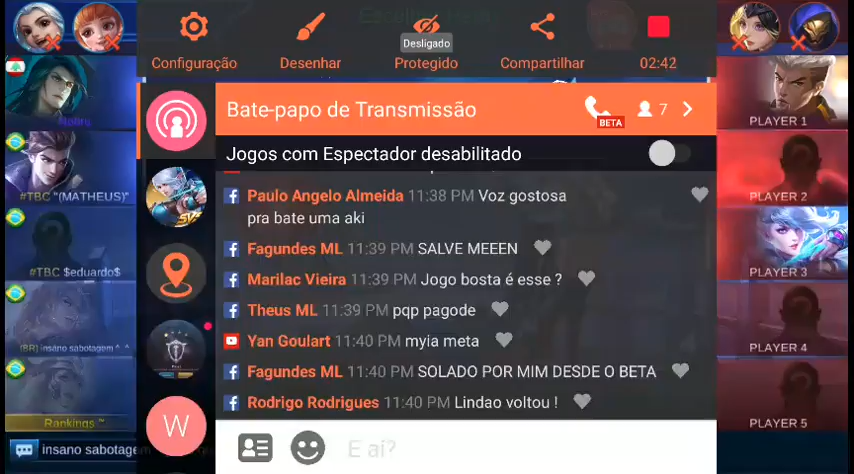 Desligado
Configuração
Desenhar
Protegido
Compartilhar
02:42
Bate-papo de Transmissão
BETA
7
Jogos com Espectador desabilitado
Paulo Angelo Almeida 11:38 PM Voz gostosa
pra bate uma aki
Fagundes ML 11:39 PM SALVE MEEEN
Marilac Vieira 11:39 PM Jogo bosta é esse ?
Theus ML 11:39 PM pqp pagode
Yan Goulart 11:40 PM myia meta
Fagundes ML 11:40 PM SOLADO POR MIM DESDE O BETA
Rodrigo Rodrigues 11:40 PM Lindao voltou !
W
E aí?
#TBC "(MATHEUS)"
#TBC $eduardo$
[BR] insano sabotagem ^_^
Rankings ~
insano sabotagem
PLAYER 1
PLAYER 2
PLAYER 3
PLAYER 4
PLAYER 5